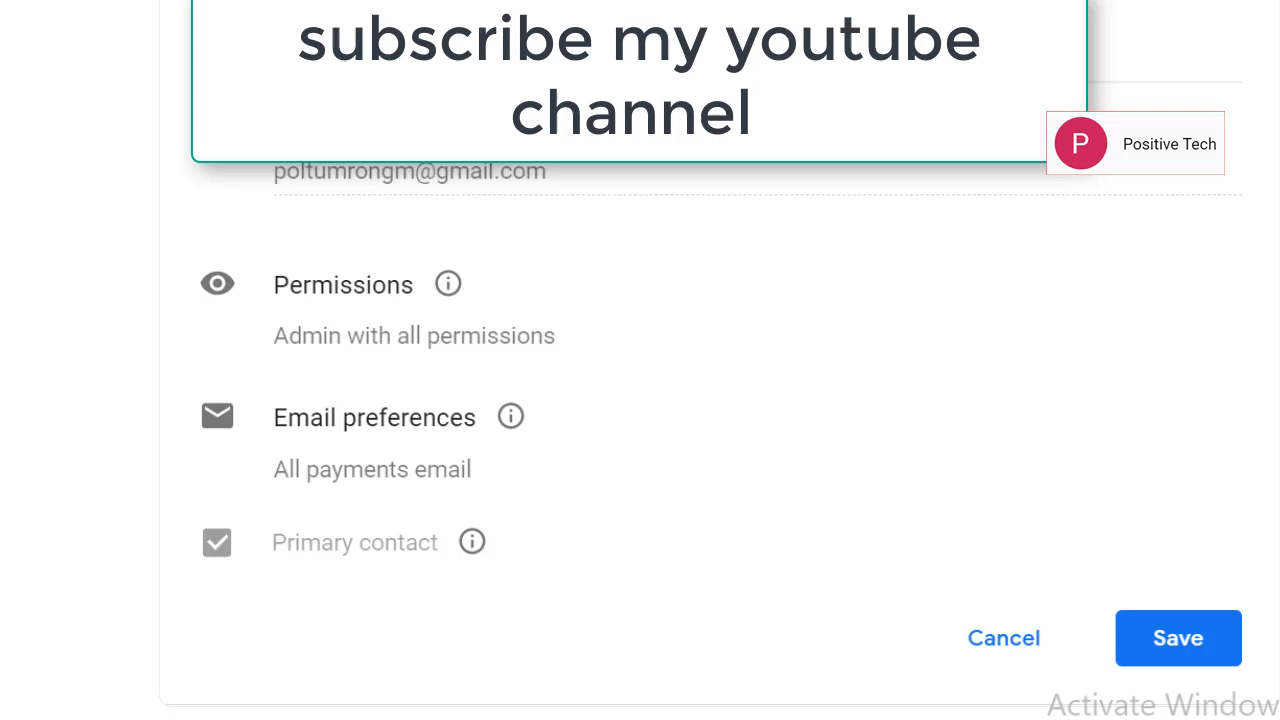 subscribe my youtube
channel
P
Positive Tech
poltumrongm@gmail.com
Permissions
Admin with all permissions
Email preferences
All payments email
Primary contact
Cancel
Save
Activate Window